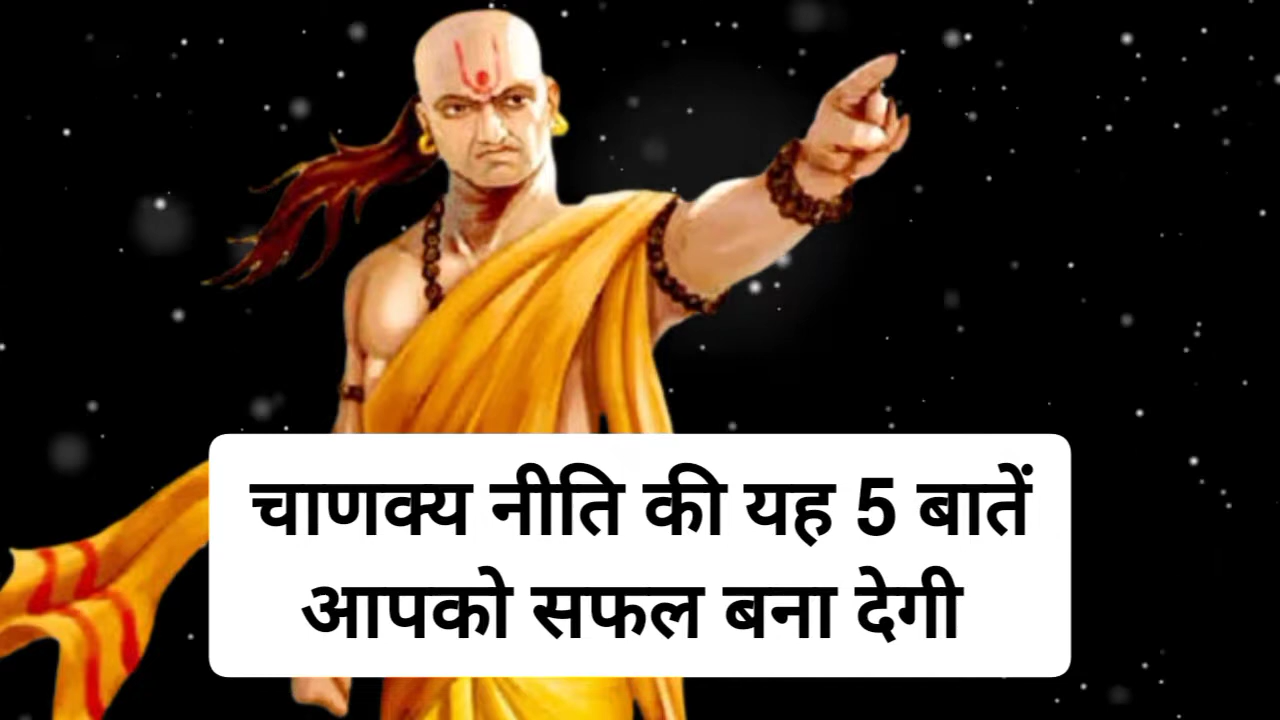 चाणक्य नीति की यह 5 बातें
आपको सफल बना देगी